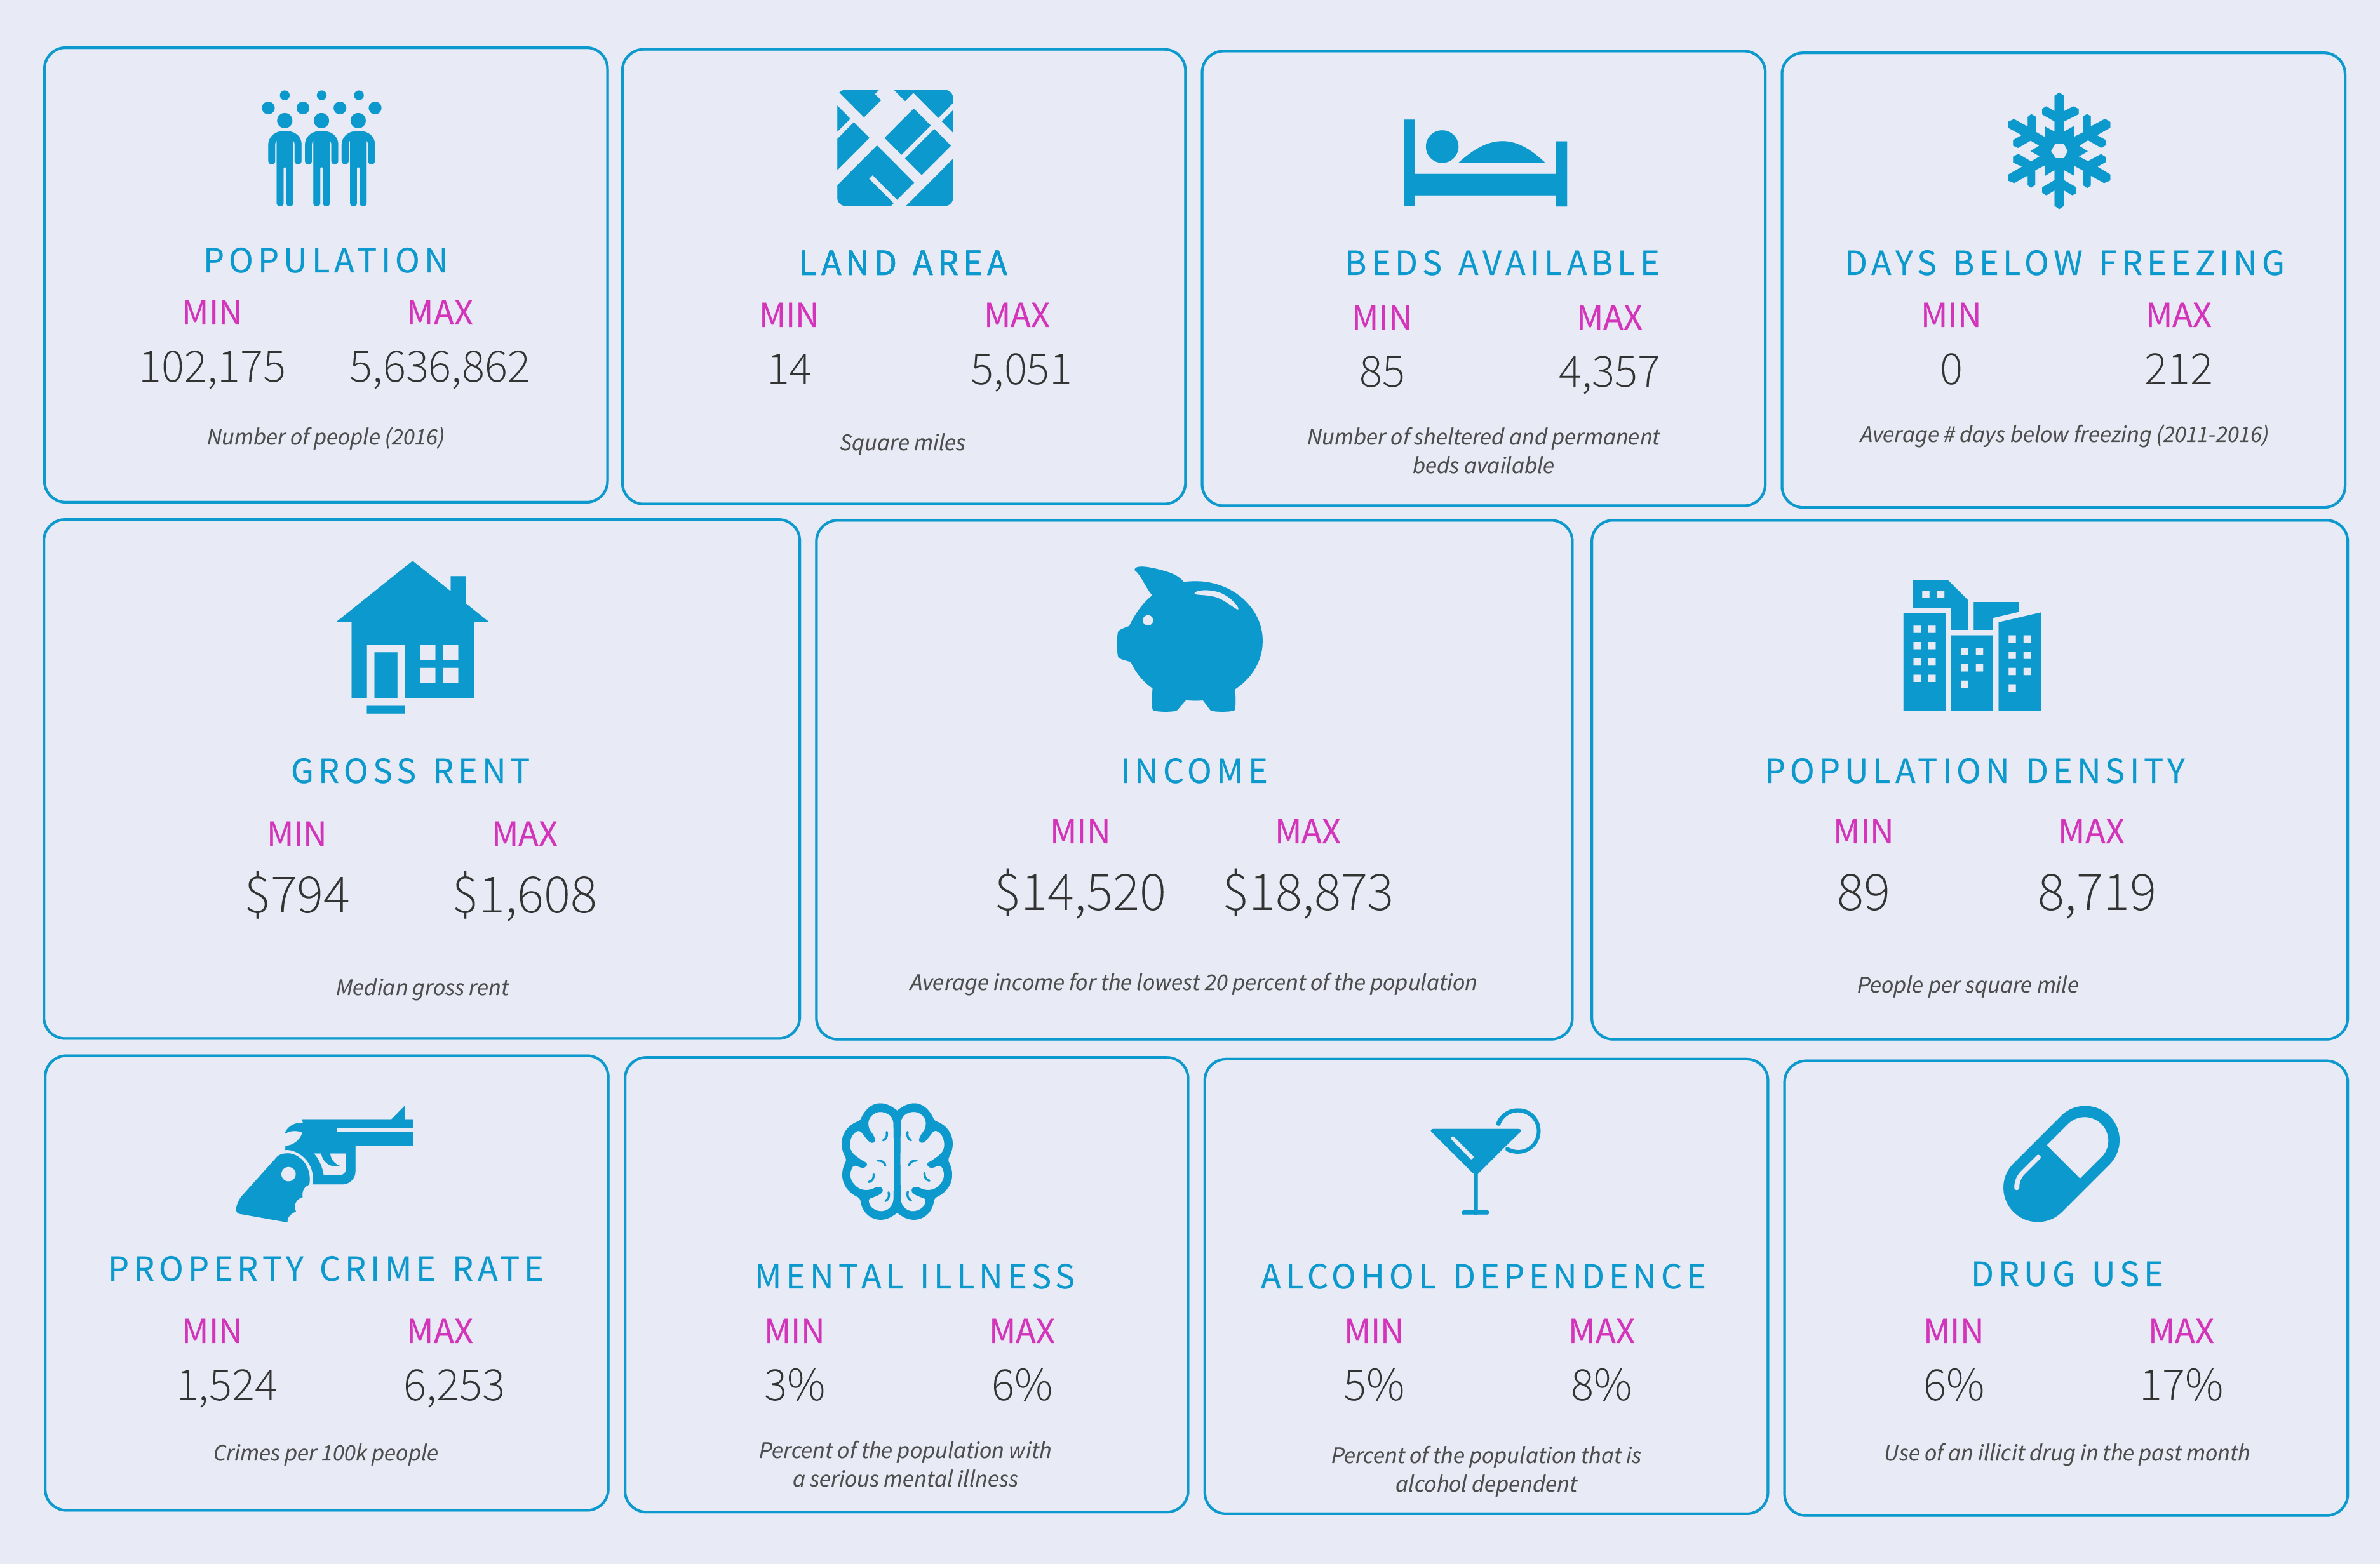 POPULATION
MIN MAX
102,175 5,636,862
Number of people (2016)
LAND AREA
MIN MAX
14 5,051
Square miles
BEDS AVAILABLE
MIN MAX
85 4,357
Number of sheltered and permanent
beds available
DAYS BELOW FREEZING
MIN MAX
0 212
Average # days below freezing (2011-2016)
GROSS RENT
MIN MAX
$794 $1,608
Median gross rent
INCOME
MIN MAX
$14,520 $18,873
Average income for the lowest 20 percent of the population
POPULATION DENSITY
MIN MAX
89 8,719
People per square mile
PROPERTY CRIME RATE
MIN MAX
1,524 6,253
Crimes per 100k people
MENTAL ILLNESS
MIN MAX
3% 6%
Percent of the population with
a serious mental illness
ALCOHOL DEPENDENCE
MIN MAX
5% 8%
Percent of the population that is
alcohol dependent
DRUG USE
MIN MAX
6% 17%
Use of an illicit drug in the past month